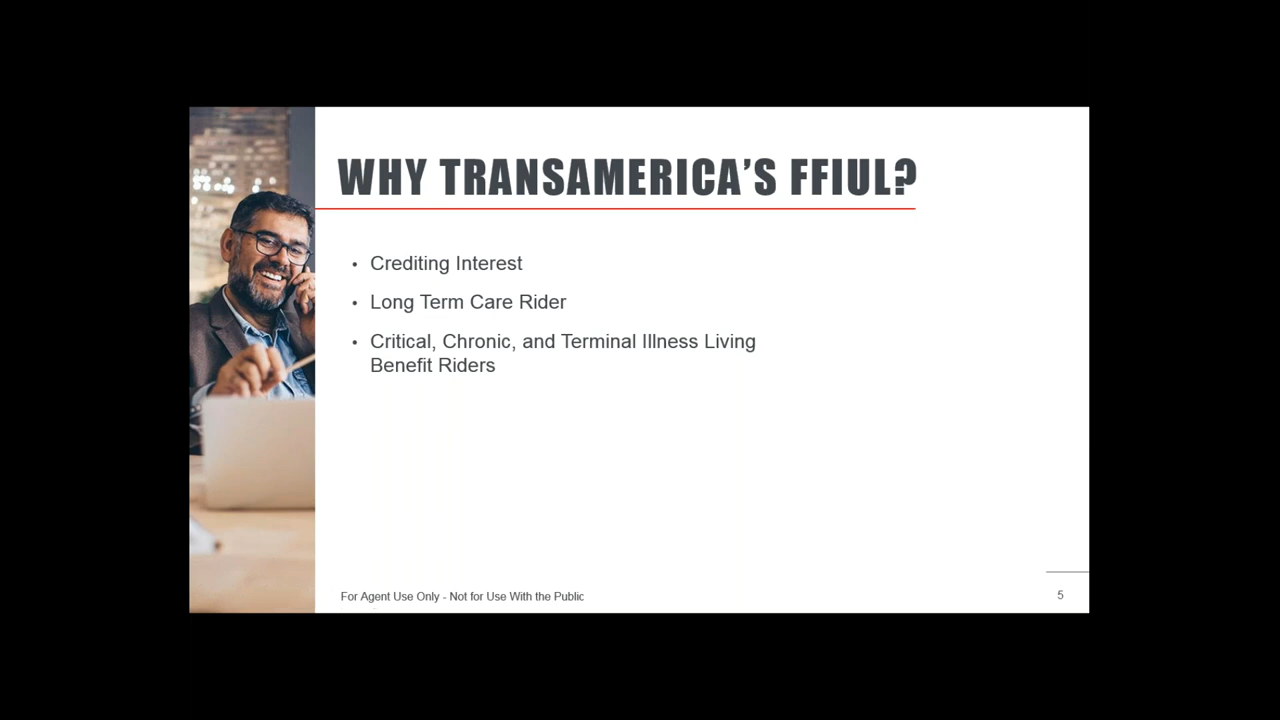 WHY TRANSAMERICA'S FFIUL?
• Crediting Interest
• Long Term Care Rider
• Critical, Chronic, and Terminal Illness Living
Benefit Riders
For Agent Use Only - Not for Use With the Public
5